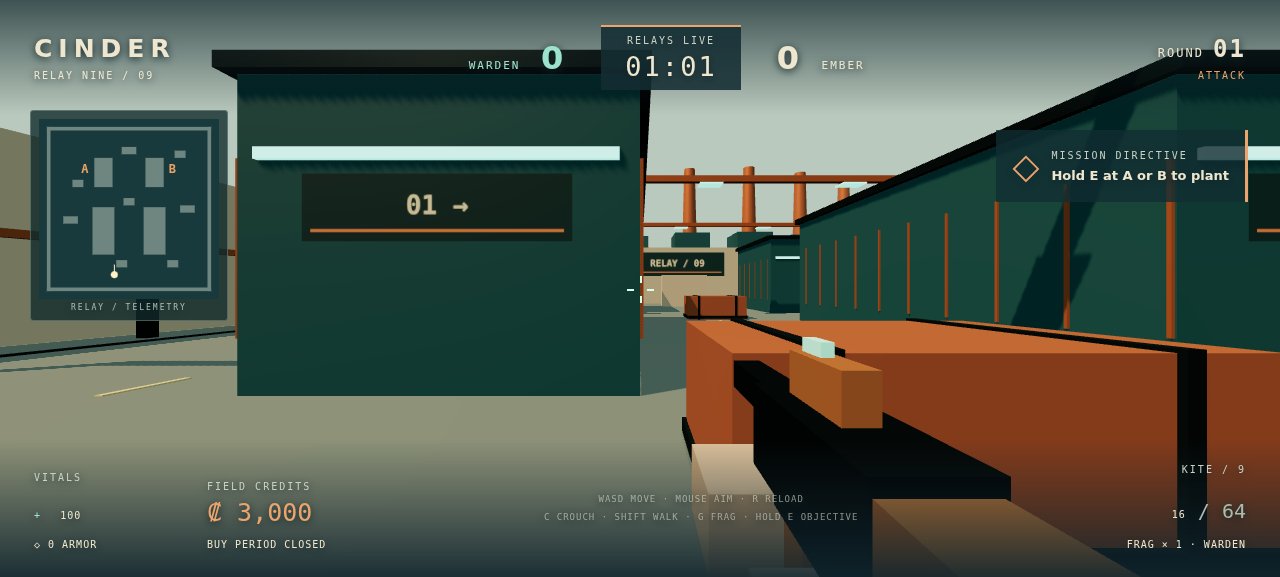 CINDER
RELAY NINE / 09
WARDEN 0
RELAYS LIVE
01:01
0 EMBER
ROUND 01
ATTACK
A B
RELAY / TELEMETRY
MISSION DIRECTIVE
Hold E at A or B to plant
01 →
RELAY / 09
VITALS
+ 100
◇ 0 ARMOR
FIELD CREDITS
₡ 3,000
BUY PERIOD CLOSED
WASD MOVE · MOUSE AIM · R RELOAD
C CROUCH · SHIFT WALK · G FRAG · HOLD E OBJECTIVE
KITE / 9
16 / 64
FRAG × 1 · WARDEN